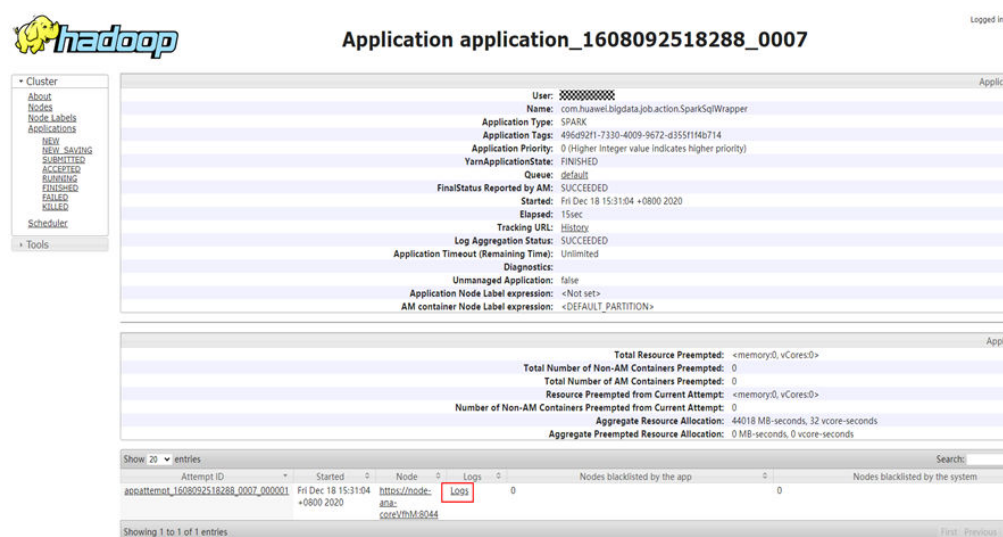 hadoop
Logged in
Application application_1608092518288_0007
Cluster
About
Nodes
Node Labels
Applications
NEW
NEW_SAVING
SUBMITTED
ACCEPTED
RUNNING
FINISHED
FAILED
KILLED
Scheduler
Tools
Applic
User:
Name: com.huawei.bigdata.job.action.SparkSqlWrapper
Application Type: SPARK
Application Tags: 496d92f1-7330-4009-9672-d355f1f4b714
Application Priority: 0 (Higher Integer value indicates higher priority)
YarnApplicationState: FINISHED
Queue: default
FinalStatus Reported by AM: SUCCEEDED
Started: Fri Dec 18 15:31:04 +0800 2020
Elapsed: 15sec
Tracking URL: History
Log Aggregation Status: SUCCEEDED
Application Timeout (Remaining Time): Unlimited
Diagnostics:
Unmanaged Application: false
Application Node Label expression: <Not set>
AM container Node Label expression: <DEFAULT_PARTITION>
Appl
Total Resource Preempted: <memory:0, vCores:0>
Total Number of Non-AM Containers Preempted: 0
Total Number of AM Containers Preempted: 0
Resource Preempted from Current Attempt: <memory:0, vCores:0>
Number of Non-AM Containers Preempted from Current Attempt: 0
Aggregate Resource Allocation: 44018 MB-seconds, 32 vcore-seconds
Aggregate Preempted Resource Allocation: 0 MB-seconds, 0 vcore-seconds
Show 20 entries Search:
Attempt ID Started Node Logs Nodes blacklisted by the app Nodes blacklisted by the system
appattempt_1608092518288_0007_000001 Fri Dec 18 15:31:04 https://node- Logs 0 0
+0800 2020 ana-
coreVfhM:8044
Showing 1 to 1 of 1 entries First Previous